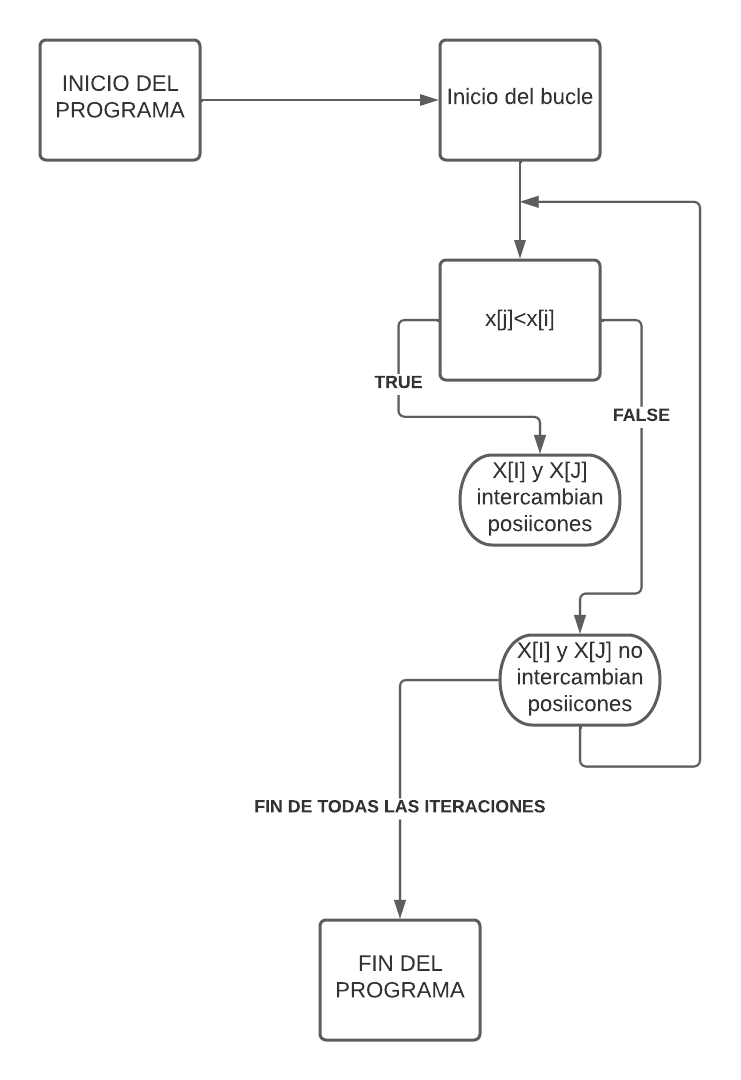 INICIO DEL
PROGRAMA
Inicio del bucle
x[j]<x[i]
TRUE
FALSE
X[I] y X[J]
intercambian
posiicones
X[I] y X[J] no
intercambian
posiicones
FIN DE TODAS LAS ITERACIONES
FIN DEL
PROGRAMA